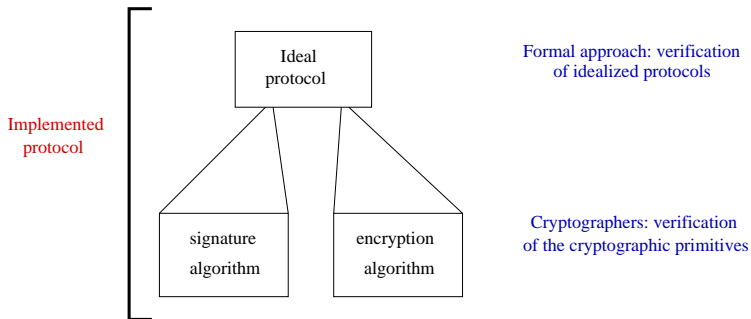 Ideal
protocol
Formal approach: verification
of idealized protocols
Implemented
protocol
signature
algorithm
encryption
algorithm
Cryptographers: verification
of the cryptographic primitives